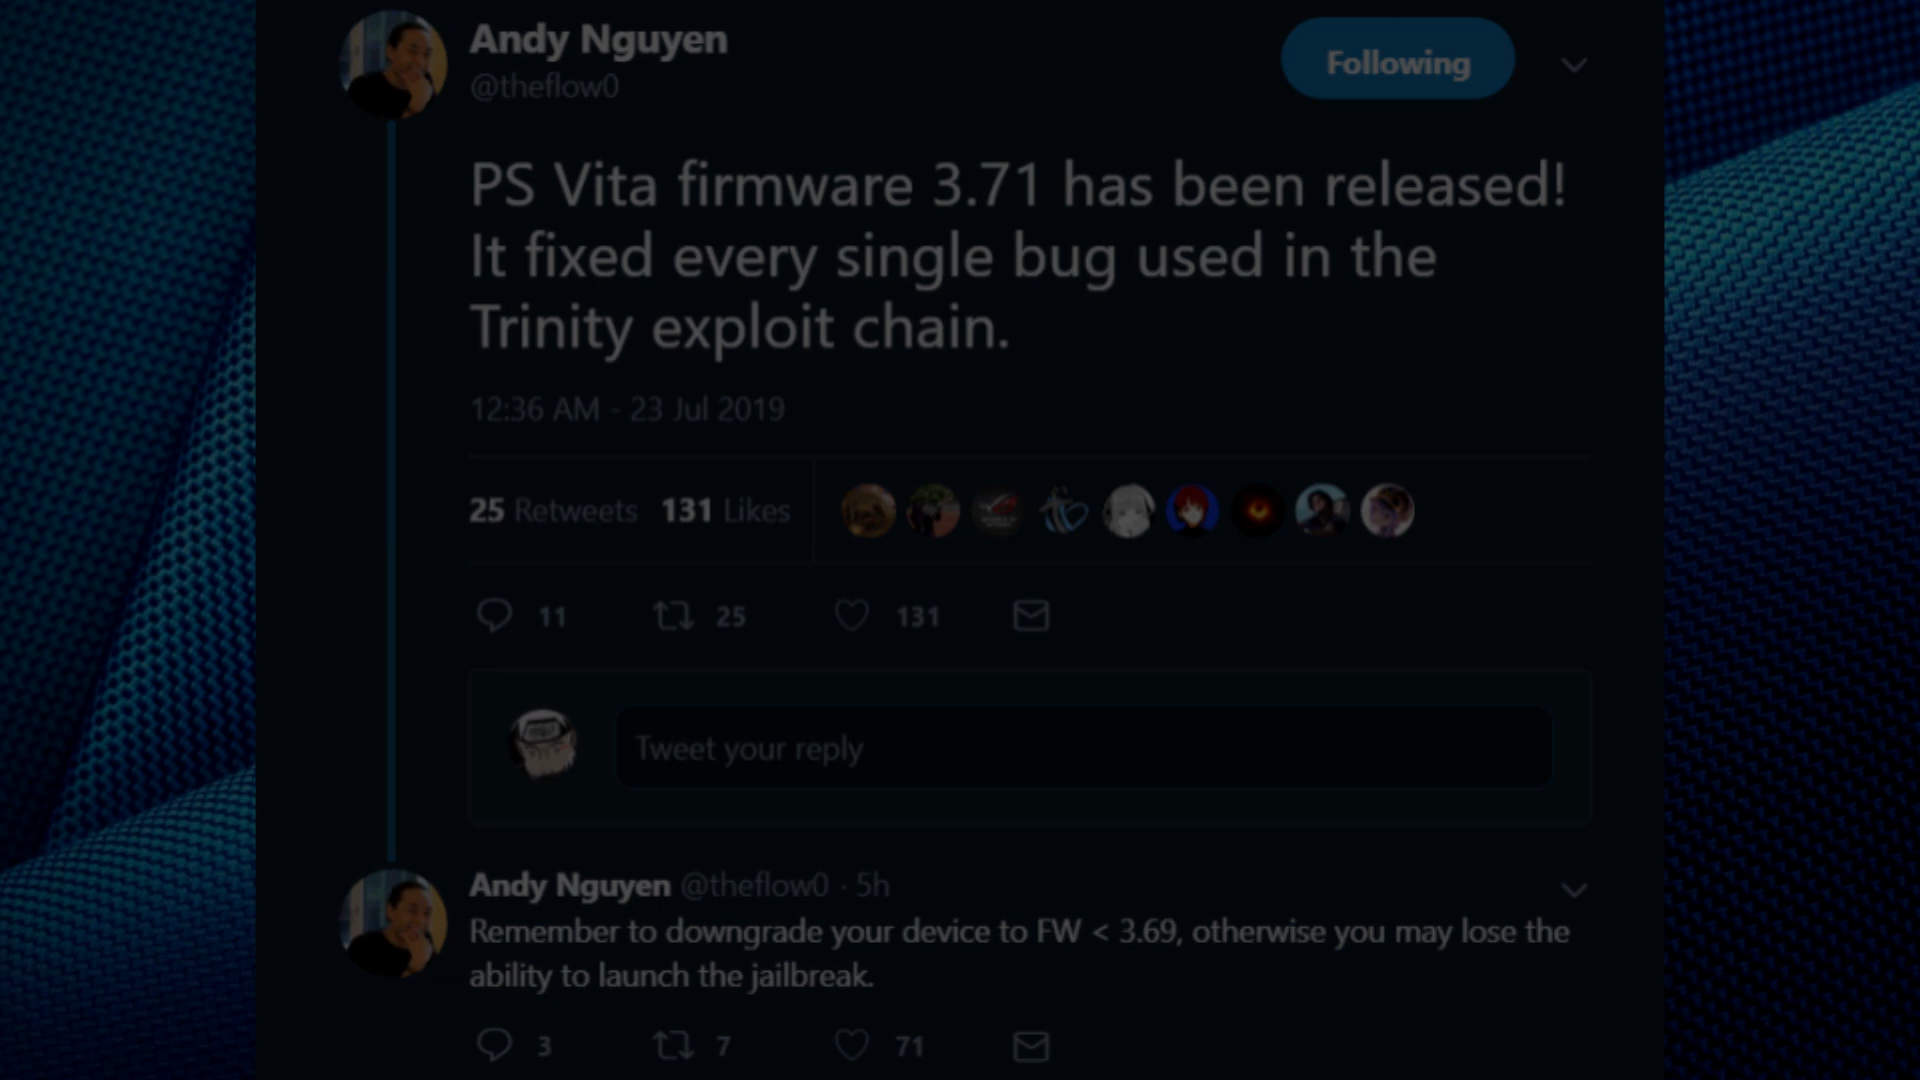 Andy Nguyen
@theflow0
Following
PS Vita firmware 3.71 has been released!
It fixed every single bug used in the
Trinity exploit chain.
12:36 AM - 23 Jul 2019
25 Retweets 131 Likes
11 25 131
Tweet your reply
Andy Nguyen @theflow0 · 5h
Remember to downgrade your device to FW < 3.69, otherwise you may lose the
ability to launch the jailbreak.
3 7 71